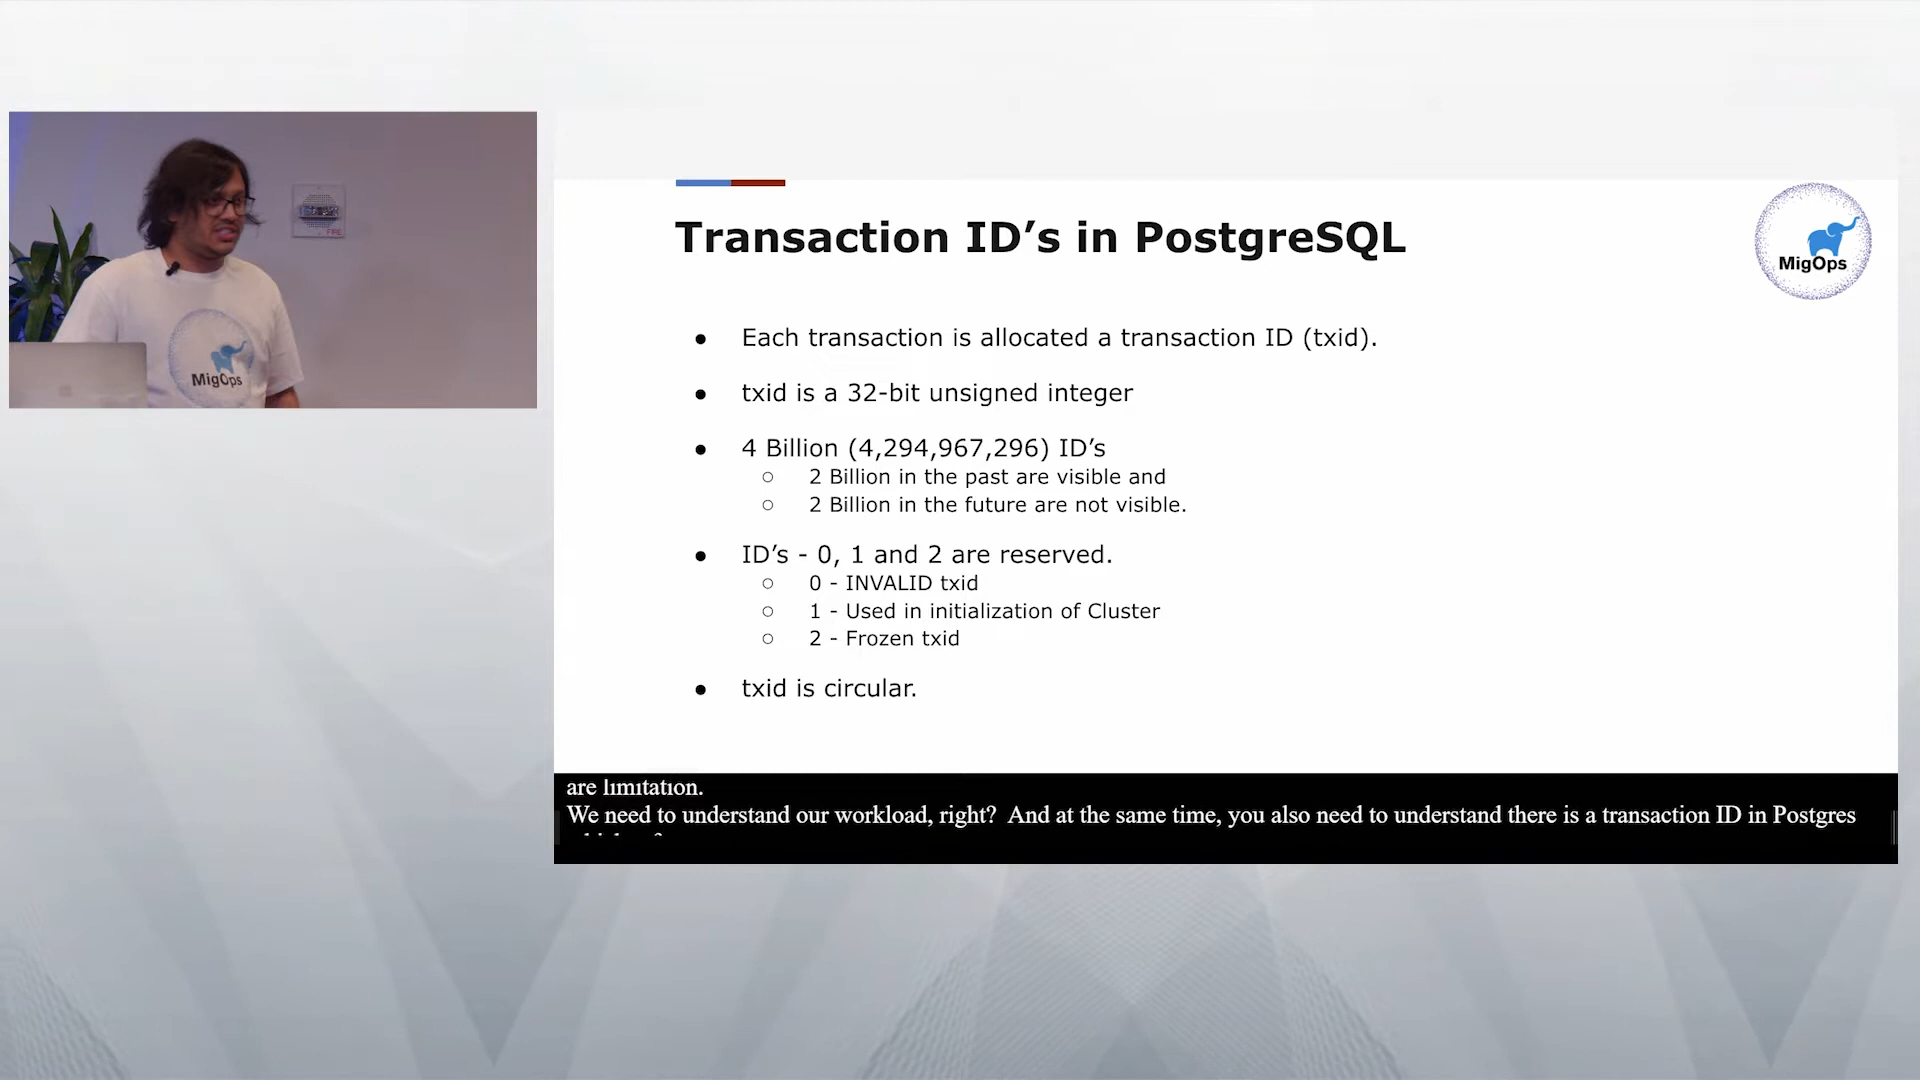 Transaction ID’s in PostgreSQL
MigOps
● Each transaction is allocated a transaction ID (txid).
● txid is a 32-bit unsigned integer
● 4 Billion (4,294,967,296) ID’s
○ 2 Billion in the past are visible and
○ 2 Billion in the future are not visible.
● ID’s - 0, 1 and 2 are reserved.
○ 0 - INVALID txid
○ 1 - Used in initialization of Cluster
○ 2 - Frozen txid
● txid is circular.
are limitation.
We need to understand our workload, right?  And at the same time, you also need to understand there is a transaction ID in Postgres
MigOps
FIRE